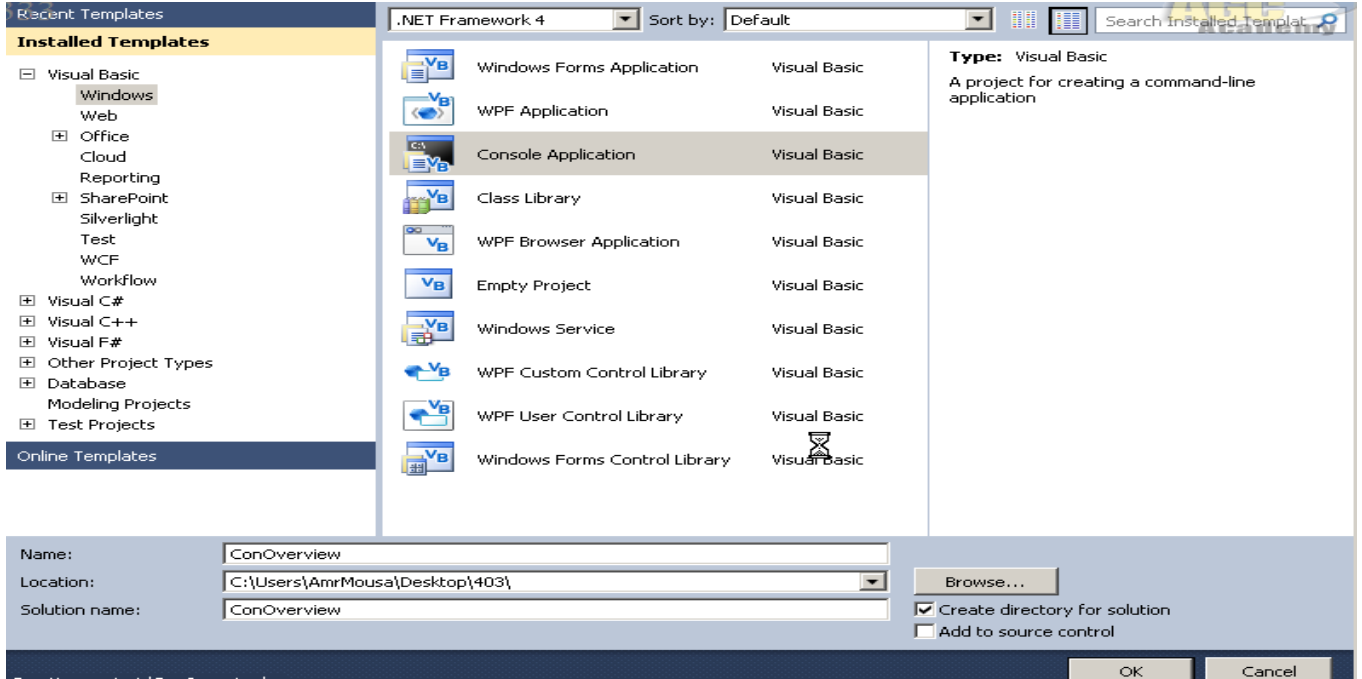 Recent Templates
.NET Framework 4
Sort by: Default
Search Installed Templat
AGC
Academy
Installed Templates
Visual Basic
Windows
Web
Office
Cloud
Reporting
SharePoint
Silverlight
Test
WCF
Workflow
Visual C#
Visual C++
Visual F#
Other Project Types
Database
Modeling Projects
Test Projects
Online Templates
Windows Forms Application Visual Basic
WPF Application Visual Basic
Console Application Visual Basic
Class Library Visual Basic
WPF Browser Application Visual Basic
Empty Project Visual Basic
Windows Service Visual Basic
WPF Custom Control Library Visual Basic
WPF User Control Library Visual Basic
Windows Forms Control Library Visual Basic
Type: Visual Basic
A project for creating a command-line
application
Name: ConOverview
Location: C:\Users\AmrMousa\Desktop\403\
Browse...
Solution name: ConOverview
Create directory for solution
Add to source control
OK Cancel